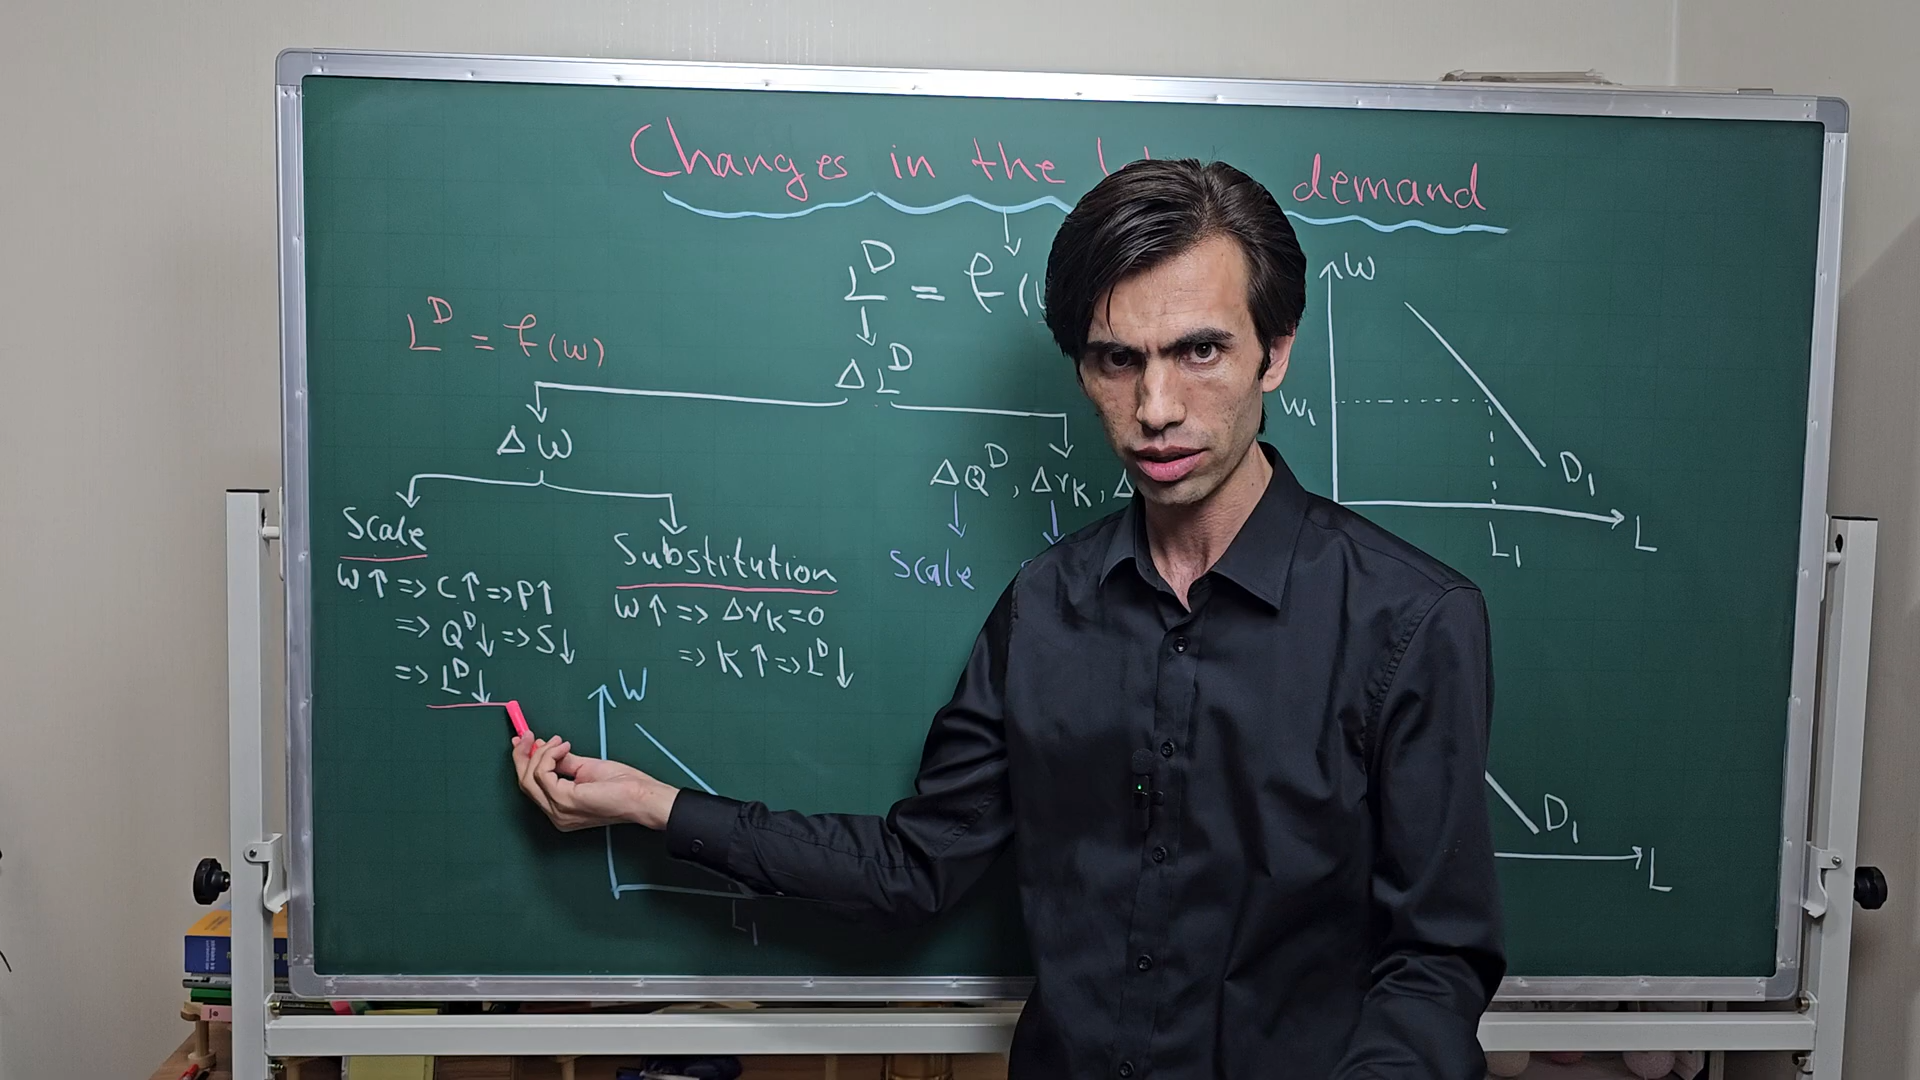 Changes in the demand
L^D = f(
L^D = f(w)
ΔL^D
ΔW
ΔQ^D, Δr_K, Δ
Scale
Scale
W↑ => C↑ => P↑
=> Q^D↓ => S↓
=> L^D↓
Substitution
W↑ => Δr_K = 0
=> K↑ => L^D↓
W
L_1
W
W_1
D_1
L_1
L
D_1
L